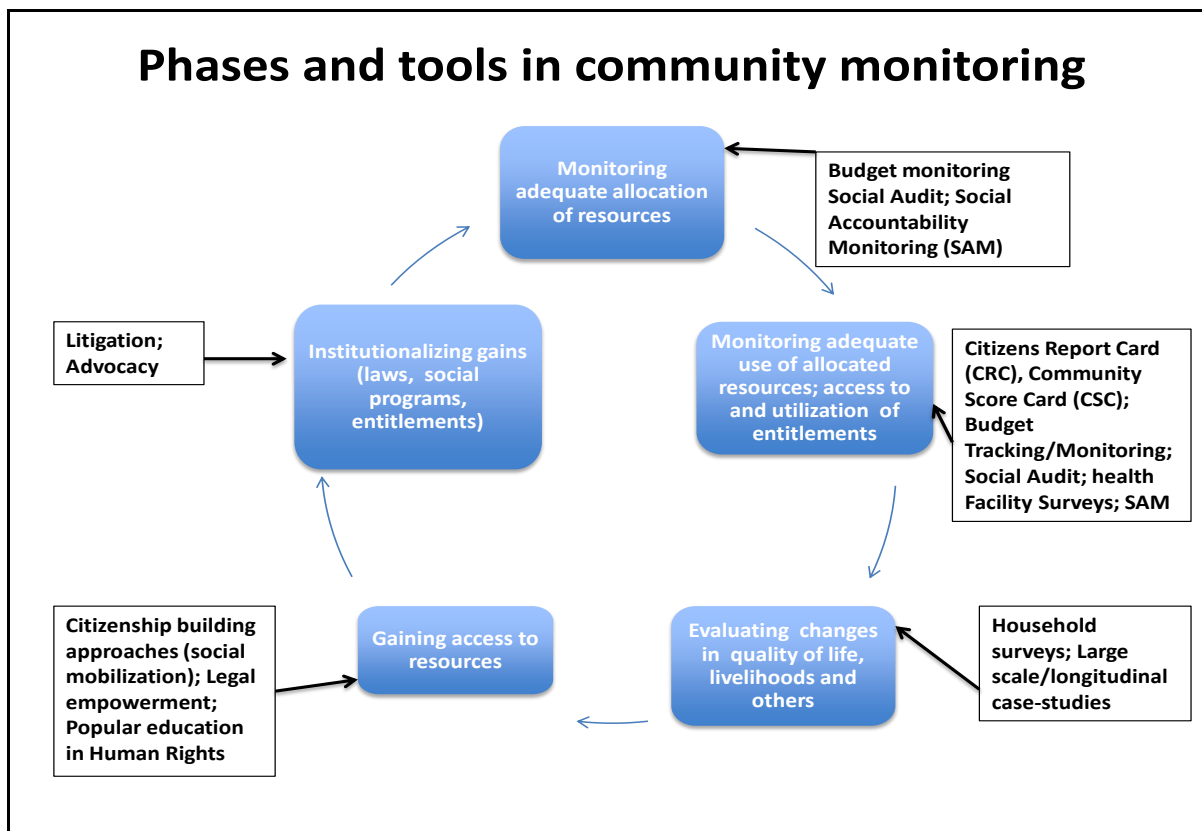 Phases and tools in community monitoring
Monitoring
adequate allocation
of resources
Budget monitoring
Social Audit; Social
Accountability
Monitoring (SAM)
Litigation;
Advocacy
Institutionalizing gains
(laws, social
programs,
entitlements)
Monitoring adequate
use of allocated
resources; access to
and utilization of
entitlements
Citizens Report Card
(CRC), Community
Score Card (CSC);
Budget
Tracking/Monitoring;
Social Audit; health
Facility Surveys; SAM
Citizenship building
approaches (social
mobilization); Legal
empowerment;
Popular education
in Human Rights
Gaining access to
resources
Evaluating changes
in quality of life,
livelihoods and
others
Household
surveys; Large
scale/longitudinal
case-studies